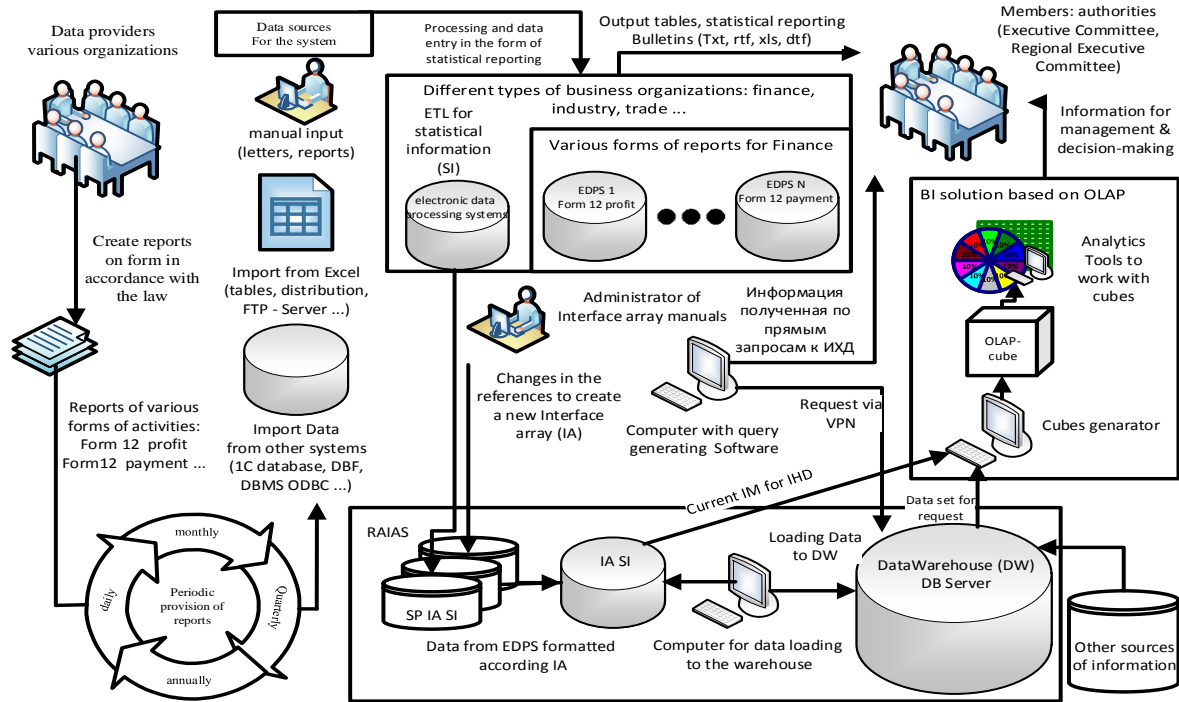 Data providers
various organizations
Data sources
For the system
manual input
(letters, reports)
Import from Excel
(tables, distribution,
FTP - Server ...)
Import Data
from other systems
(1C database, DBF,
DBMS ODBC ...)
Create reports
on form in
accordance with
the law
Reports of various
forms of activities:
Form 12 profit
Form12 payment ...
monthly
Quarterly
annually
daily
Periodic
provision of
reports
Processing and data
entry in the form of
statistical reporting
Output tables, statistical reporting
Bulletins (Txt, rtf, xls, dtf)
Members: authorities
(Executive Committee,
Regional Executive
Committee)
Different types of business organizations: finance,
industry, trade ...
ETL for
statistical
information
(SI)
electronic data
processing systems
Various forms of reports for Finance
EDPS 1
Form 12 profit
EDPS N
Form 12 payment
Information for
management &
decision-making
BI solution based on OLAP
10%
10%
10%
10%
10%
10%
10%
10%
10%
10%
Analytics
Tools to
work with
cubes
OLAP-
cube
Cubes genarator
Administrator of
Interface array manuals
Changes in the
references to create
a new Interface
array (IA)
Информация
полученная по
прямым
запросам к ИХД
Computer with query
generating Software
Request via
VPN
Current IM for IHD
Data set for
request
RAIAS
SP IA SI
IA SI
Data from EDPS formatted
according IA
Loading Data
to DW
Computer for data loading
to the warehouse
DataWarehouse (DW)
DB Server
Other sources
of information